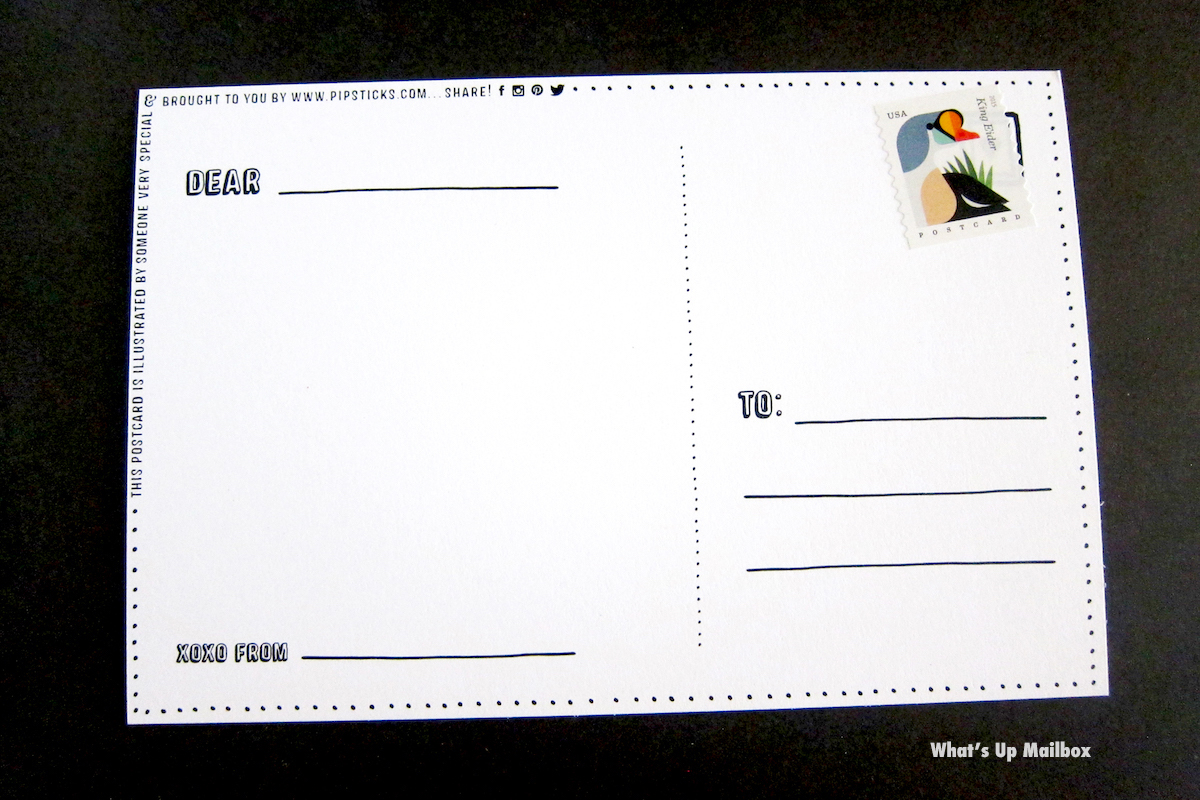 THIS POSTCARD IS ILLUSTRATED BY SOMEONE VERY SPECIAL
& BROUGHT TO YOU BY WWW.PIPSTICKS.COM...SHARE!
USA
King Eider
2015
POSTCARD
DEAR
TO:
XOXO FROM
What's Up Mailbox